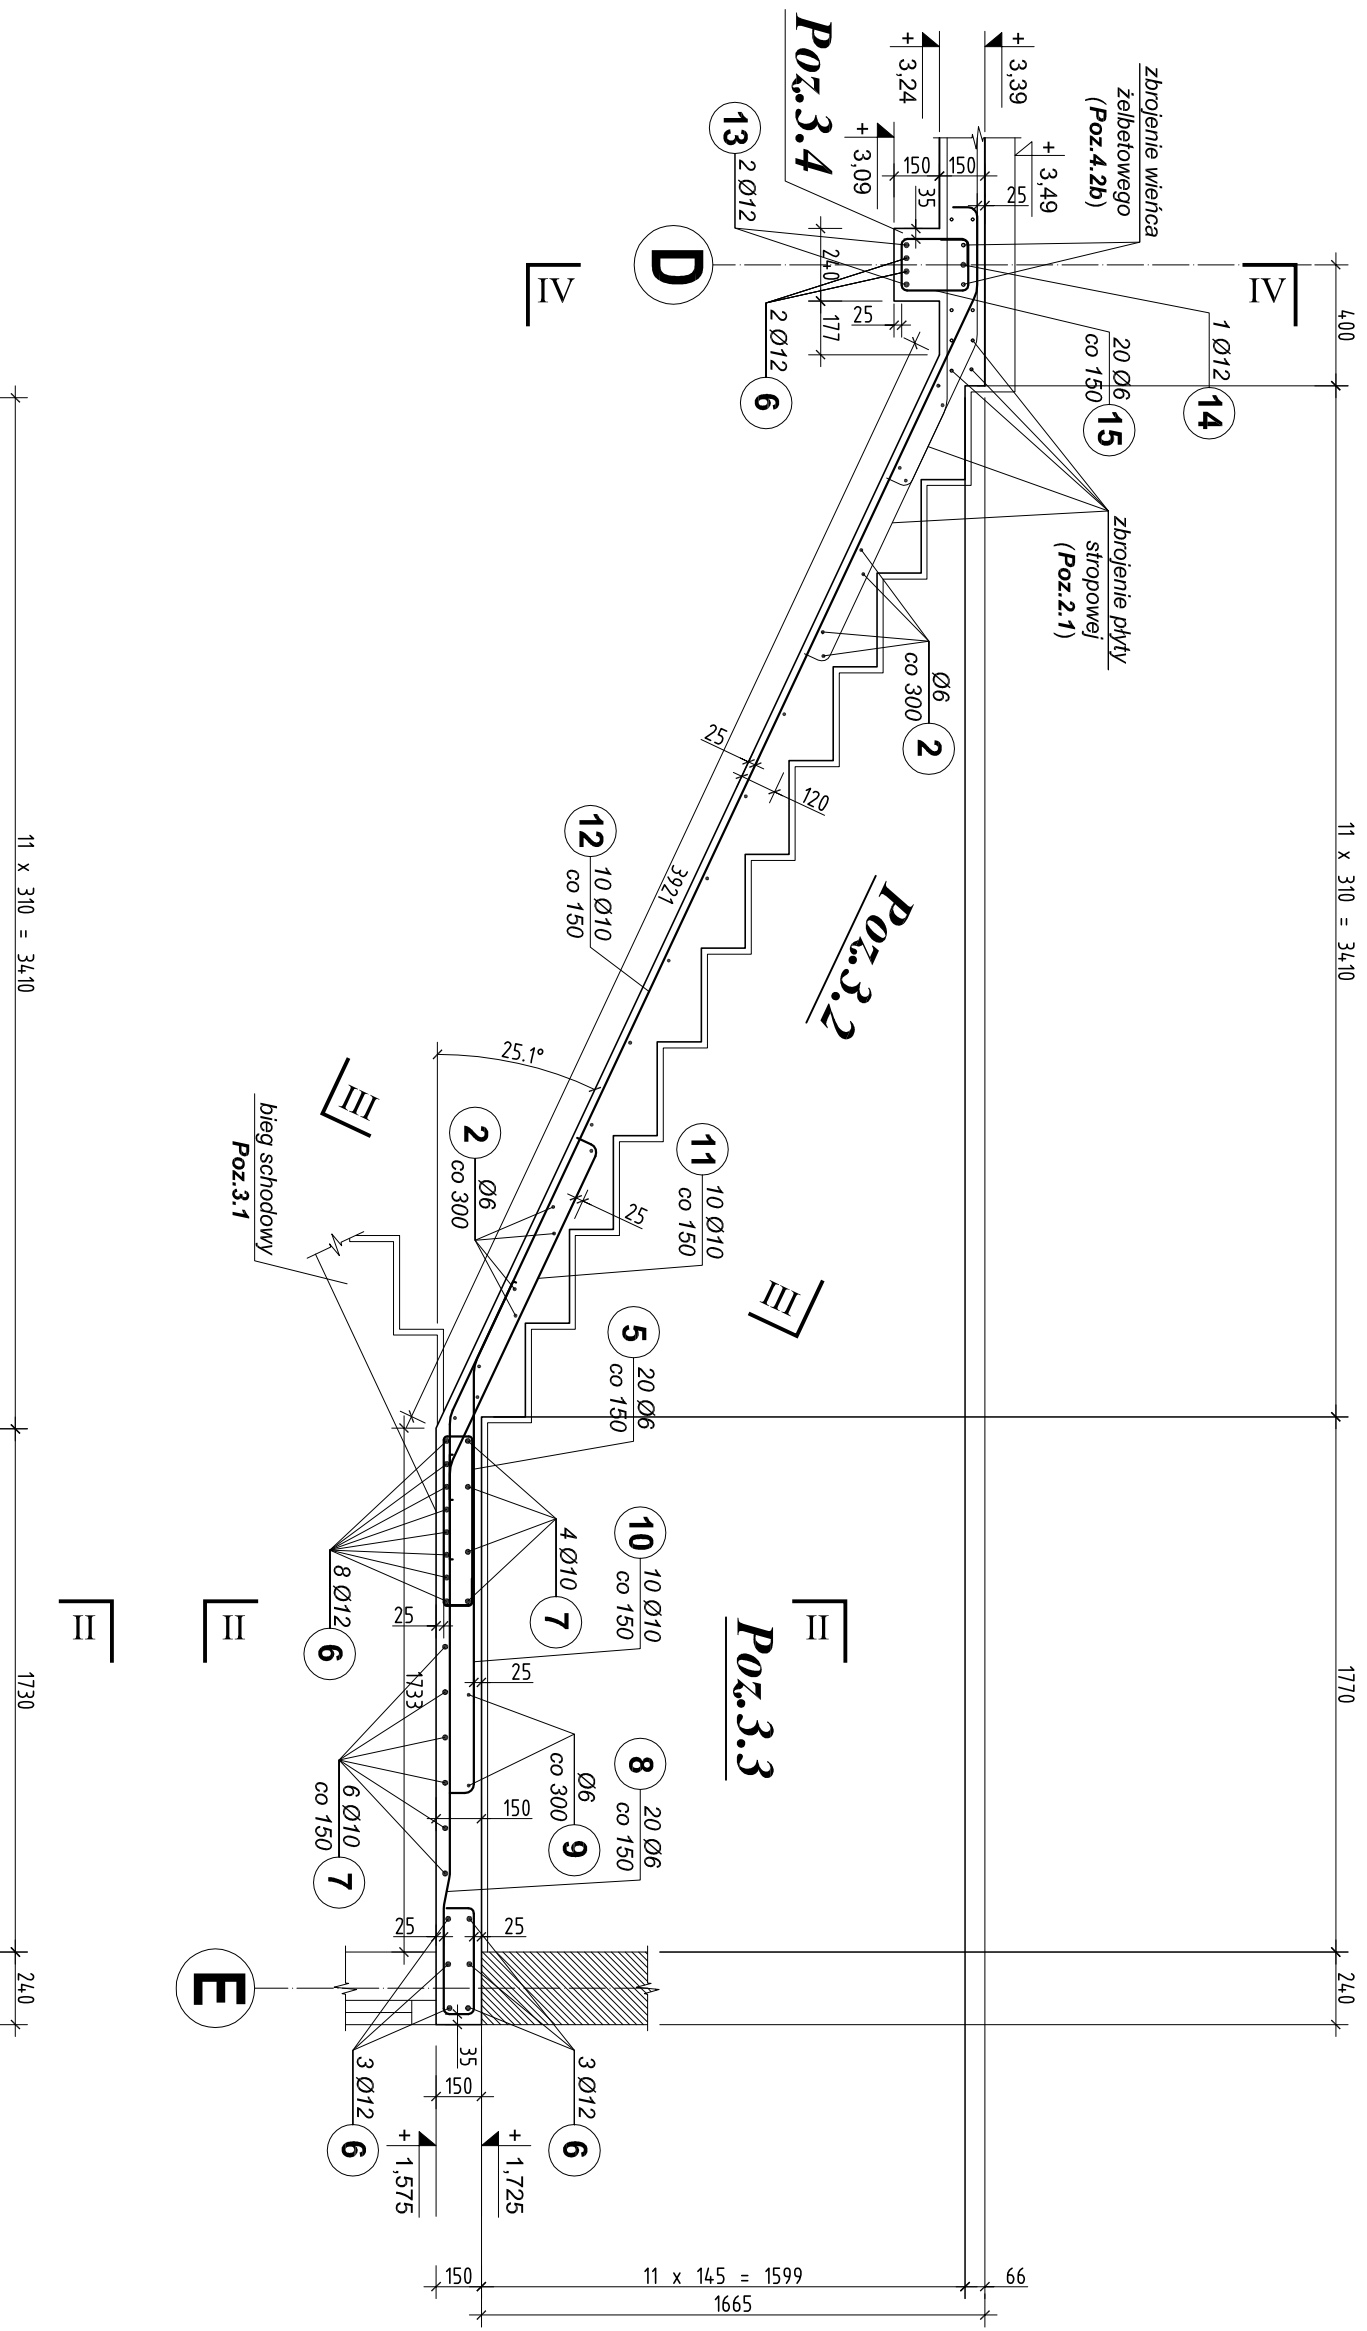 400
11 x 310 = 3410
1770
240
+ 3,39
+ 3,24
+ 3,49
+ 3,09
zbrojenie wieńca
żelbetowego
(Poz.4.2b)
Poz.3.4
13
2 Ø12
150
150
35
25
240
177
25
D
IV
IV
2 Ø12
6
1 Ø12
14
20 Ø6
co 150
15
zbrojenie płyty
stropowej
(Poz.2.1)
Ø6
co 300
2
25
120
3921
12
10 Ø10
co 150
Poz.3.2
25.1°
III
III
bieg schodowy
Poz.3.1
2
Ø6
co 300
11
10 Ø10
co 150
25
5
20 Ø6
co 150
10
10 Ø10
co 150
4 Ø10
7
8 Ø12
6
25
25
1733
Poz.3.3
II
II
II
8
20 Ø6
co 150
Ø6
co 300
9
6 Ø10
co 150
7
150
25
25
E
35
150
3 Ø12
6
3 Ø12
6
+ 1,725
+ 1,575
150
11 x 145 = 1599
66
1665
11 x 310 = 3410
1730
240